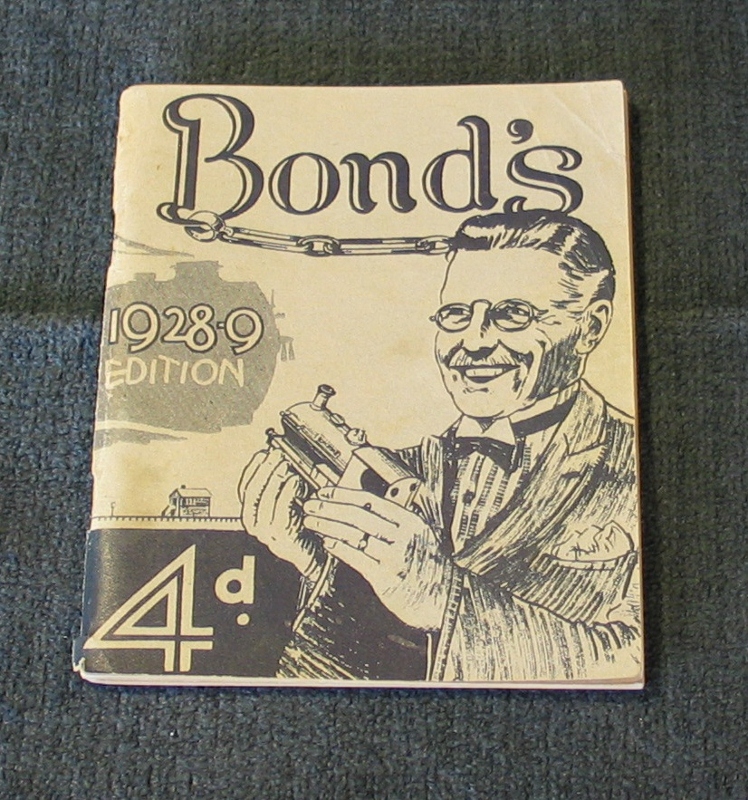 Bond's
1928-9
EDITION
4d.